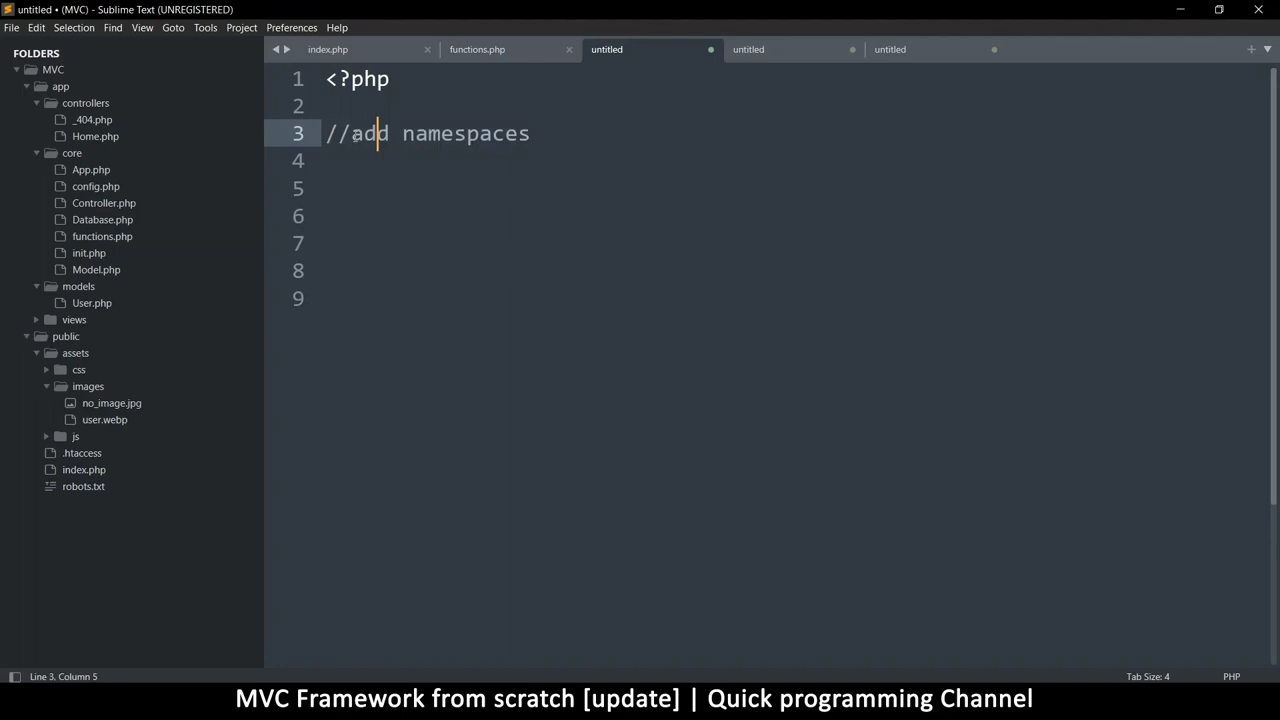 untitled • (MVC) - Sublime Text (UNREGISTERED)
File Edit Selection Find View Goto Tools Project Preferences Help
FOLDERS
MVC
app
controllers
_404.php
Home.php
core
App.php
config.php
Controller.php
Database.php
functions.php
init.php
Model.php
models
User.php
views
public
assets
css
images
no_image.jpg
user.webp
js
.htaccess
index.php
robots.txt
index.php functions.php untitled untitled untitled
1 <?php
2
3 //add namespaces
4
5
6
7
8
9
Line 3, Column 5 Tab Size: 4 PHP
MVC Framework from scratch [update] | Quick programming Channel